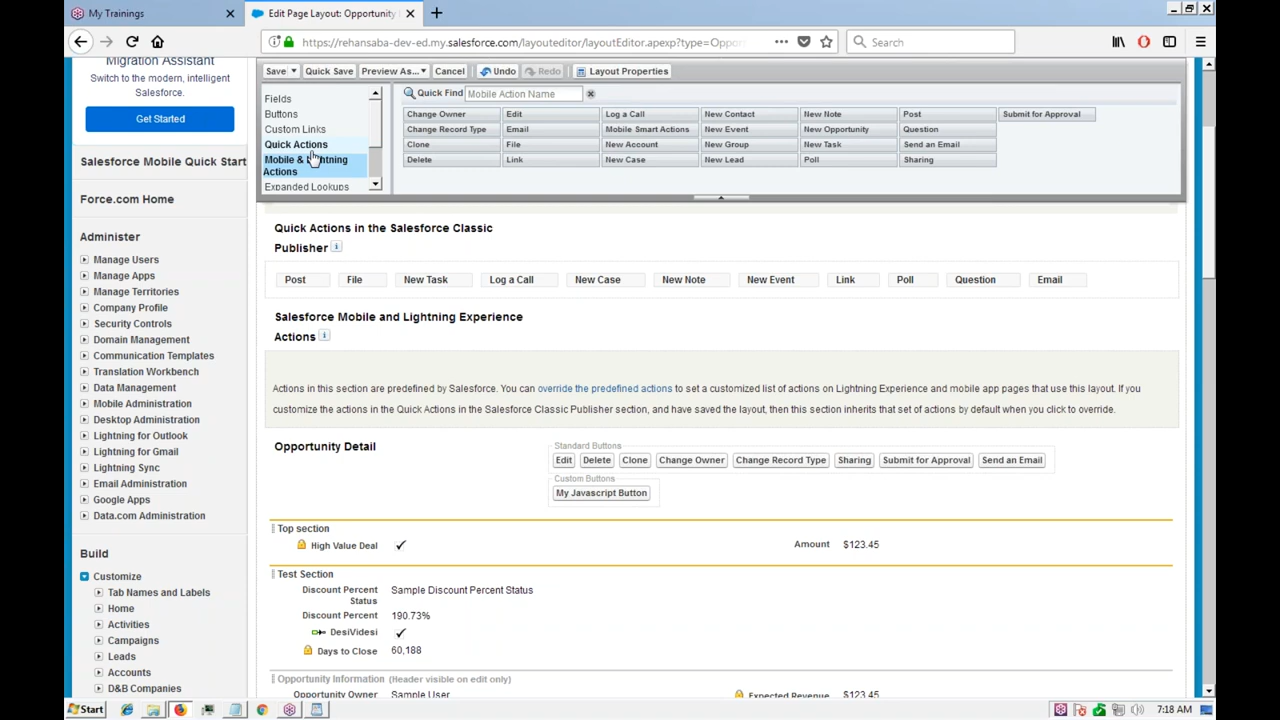 My Trainings
Edit Page Layout: Opportunity
https://rehansaba-dev-ed.my.salesforce.com/layouteditor/layoutEditor.apexp?type=Oppor
Search
Migration Assistant
Switch to the modern, intelligent
Salesforce.
Get Started
Salesforce Mobile Quick Start
Force.com Home
Administer
Manage Users
Manage Apps
Manage Territories
Company Profile
Security Controls
Domain Management
Communication Templates
Translation Workbench
Data Management
Mobile Administration
Desktop Administration
Lightning for Outlook
Lightning for Gmail
Lightning Sync
Email Administration
Google Apps
Data.com Administration
Build
Customize
Tab Names and Labels
Home
Activities
Campaigns
Leads
Accounts
D&B Companies
Save Quick Save Preview As... Cancel Undo Redo Layout Properties
Fields
Buttons
Custom Links
Quick Actions
Mobile & Lightning
Actions
Expanded Lookups
Quick Find Mobile Action Name
Change Owner Edit Log a Call New Contact New Note Post Submit for Approval
Change Record Type Email Mobile Smart Actions New Event New Opportunity Question
Clone File New Account New Group New Task Send an Email
Delete Link New Case New Lead Poll Sharing
Quick Actions in the Salesforce Classic
Publisher
Post File New Task Log a Call New Case New Note New Event Link Poll Question Email
Salesforce Mobile and Lightning Experience
Actions
Actions in this section are predefined by Salesforce. You can override the predefined actions to set a customized list of actions on Lightning Experience and mobile app pages that use this layout. If you
customize the actions in the Quick Actions in the Salesforce Classic Publisher section, and have saved the layout, then this section inherits that set of actions by default when you click to override.
Opportunity Detail
Standard Buttons
Edit Delete Clone Change Owner Change Record Type Sharing Submit for Approval Send an Email
Custom Buttons
My Javascript Button
Top section
High Value Deal
Amount $123.45
Test Section
Discount Percent Status Sample Discount Percent Status
Discount Percent 190.73%
DesiVidesi
Days to Close 60,188
Opportunity Information (Header visible on edit only)
Opportunity Owner Sample User
Expected Revenue $123.45
Start
7:18 AM